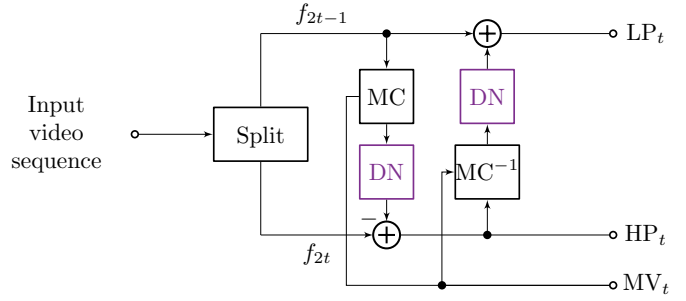 f₂ₜ₋₁
LPₜ
MC
DN
Input
video
sequence
Split
DN
MC⁻¹
−
f₂ₜ
HPₜ
MVₜ